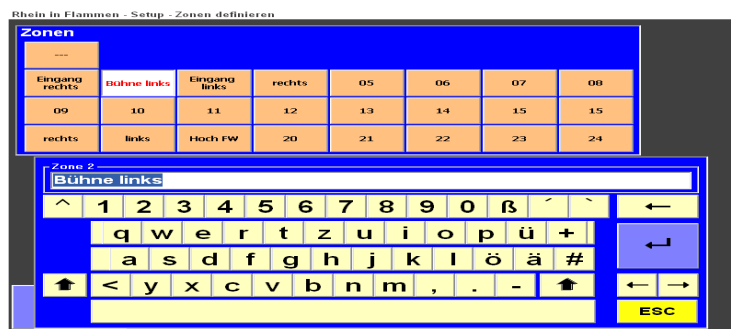 Rhein in Flammen - Setup - Zonen definieren
Zonen
---
Eingang rechts Bühne links Eingang links rechts 05 06 07 08
09 10 11 12 13 14 15 15
rechts links Hoch FW 20 21 22 23 24
Zone 2
Bühne links
^ 1 2 3 4 5 6 7 8 9 0 ß ´ ` ←
q w e r t z u i o p ü + ↵
a s d f g h j k l ö ä #
⬆ < y x c v b n m , . - ⬆ ← →
ESC